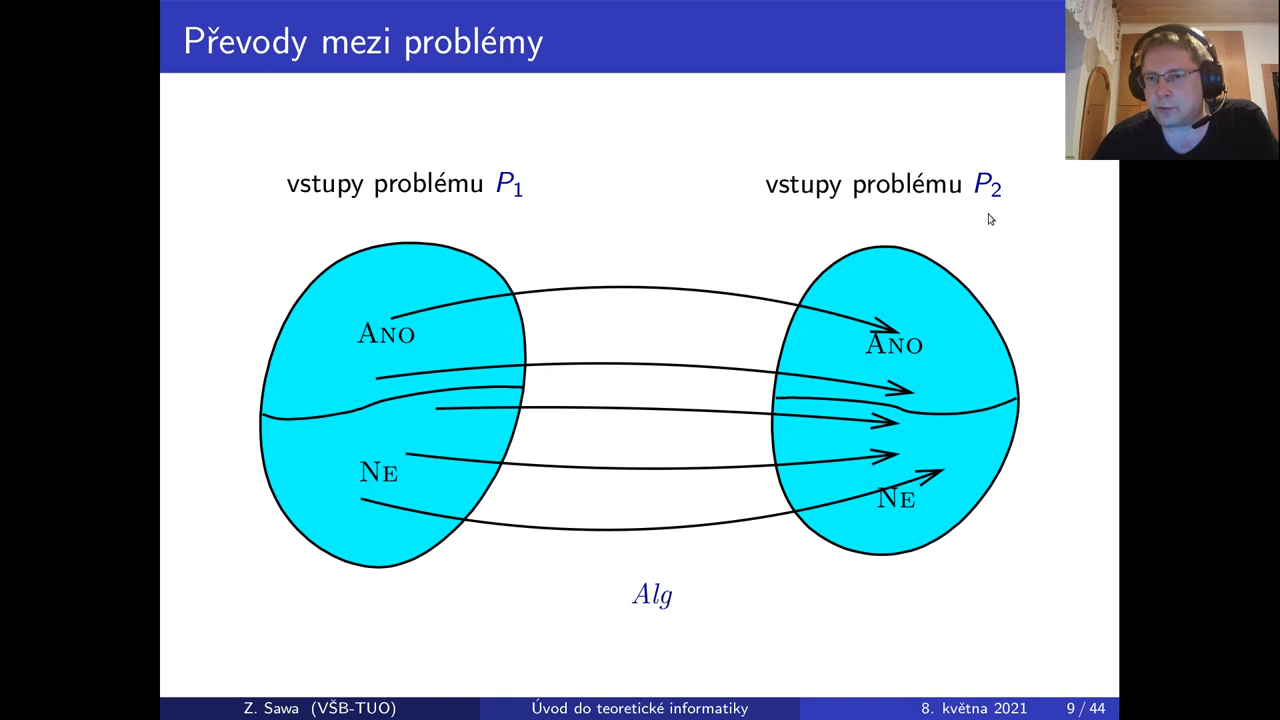 Převody mezi problémy
vstupy problému P₁
vstupy problému P₂
Ano
Ano
Ne
Ne
Alg
Z. Sawa (VŠB-TUO)
Úvod do teoretické informatiky
8. května 2021
9 / 44